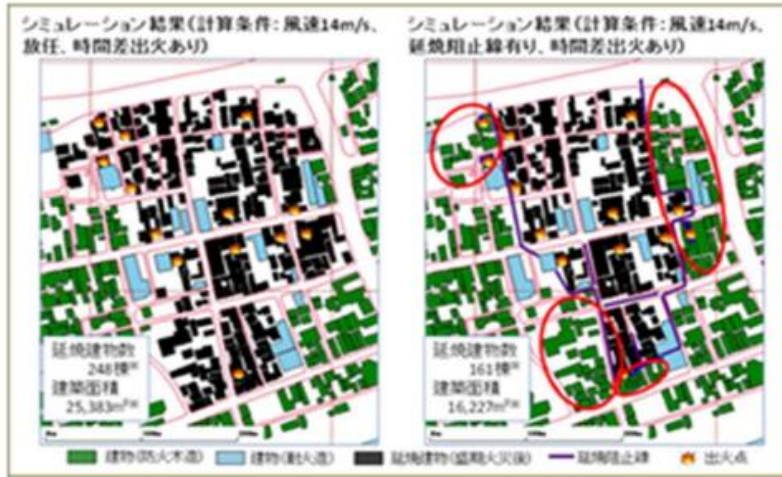 シミュレーション結果(計算条件:風速14m/s、
放任、時間差出火あり)
シミュレーション結果(計算条件:風速14m/s、
延焼阻止線有り、時間差出火あり)
延焼建物数
248棟※
建築面積
25,383m²※
延焼建物数
161棟※
建築面積
16,227m²※
建物(防火木造)
建物(耐火造)
延焼建物(盛期火災後)
延焼阻止線
出火点